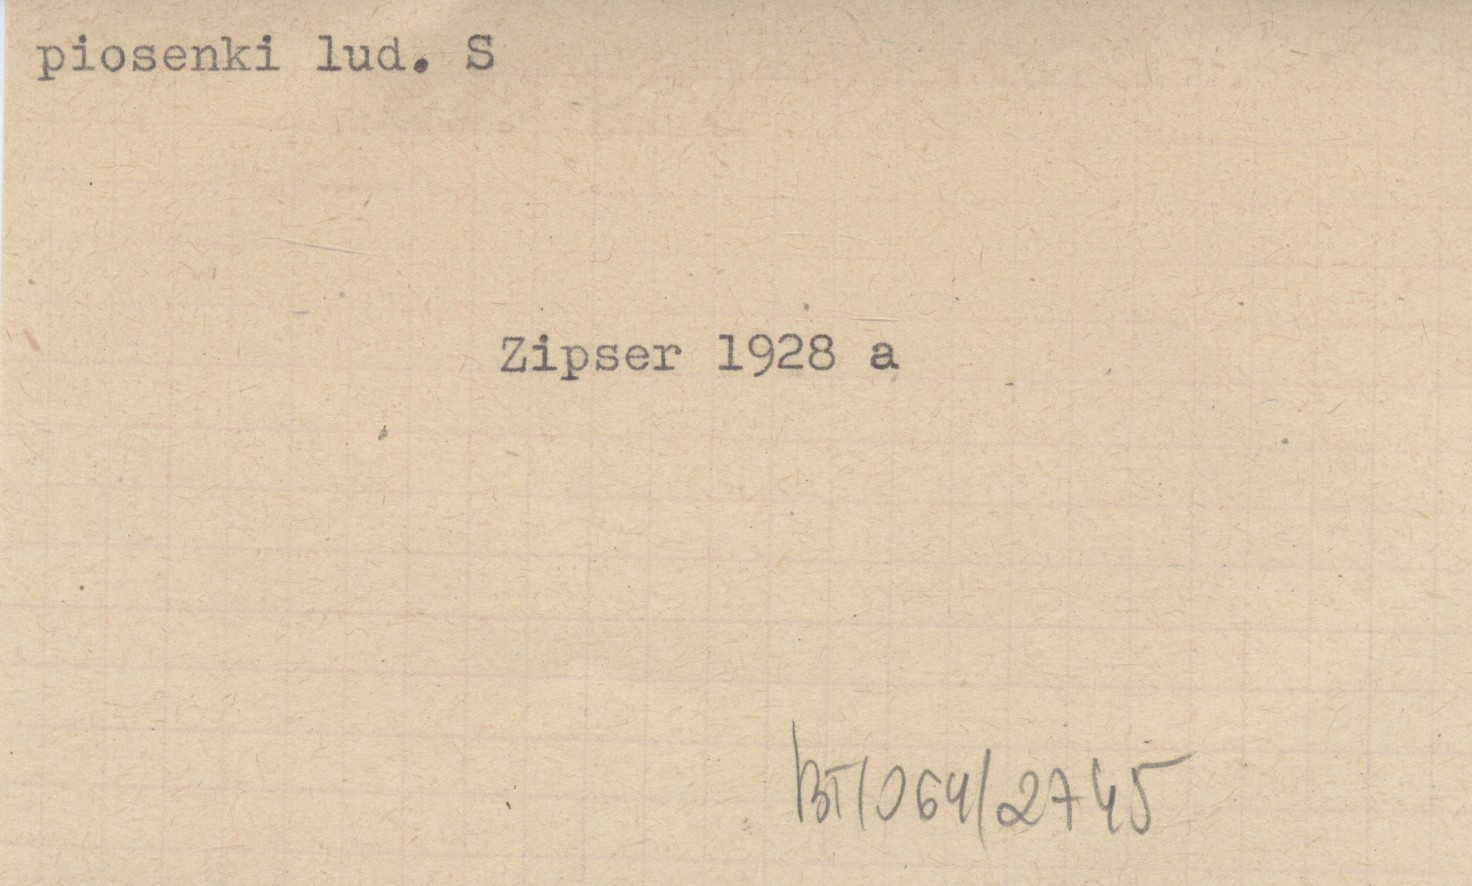 piosenki lud. S
Zipser 1928 a
BT/064/2745